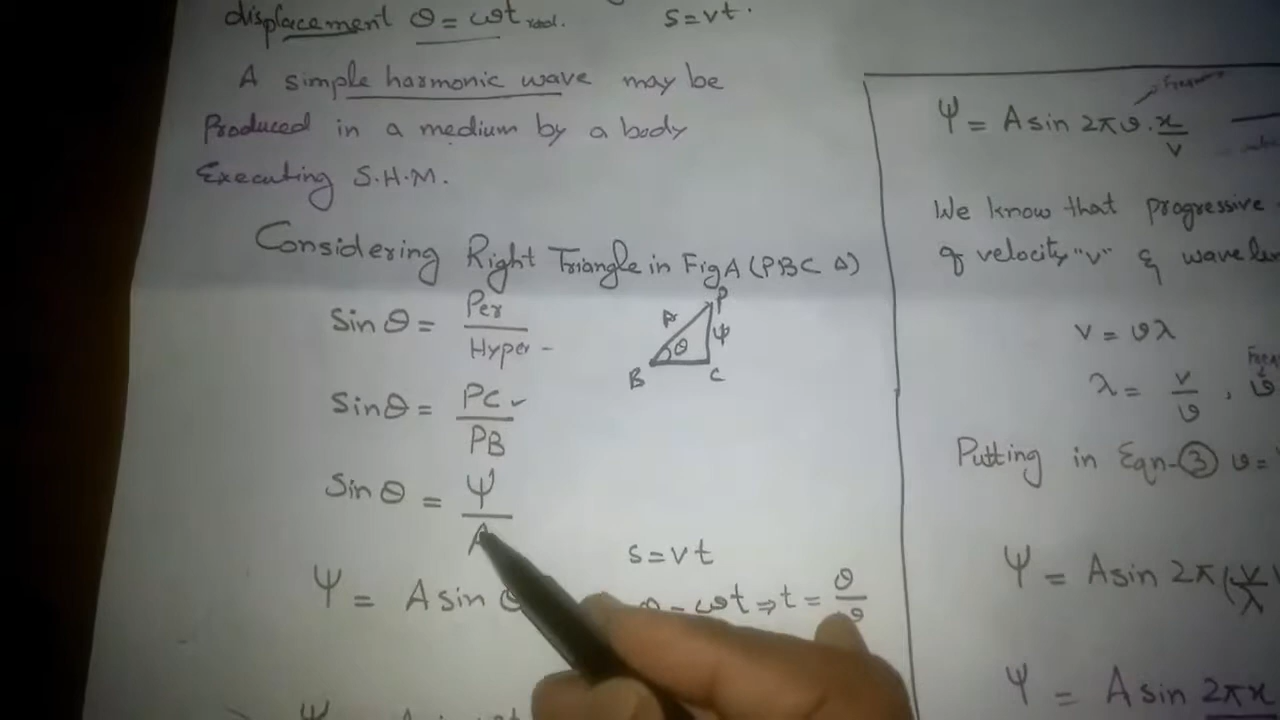 displacement θ = ωt rad. s = vt.
A simple harmonic wave may be
Produced in a medium by a body
Executing S.H.M.
Considering Right Triangle in Fig A (PBC Δ)
Sin θ = Per / Hyper -
P
A
ψ
θ
B
C
Sin θ = PC / PB
Sin θ = ψ / A
s = vt
ψ = A sin
= ωt ⇒ t = θ
ψ = A sin 2πυ . x / v
We know that progressive
of velocity "v" & wave
v = υλ
λ = v / υ , υ
Putting in Eqn-③ υ =
ψ = A sin 2π (v/λ)
ψ = A sin 2πx